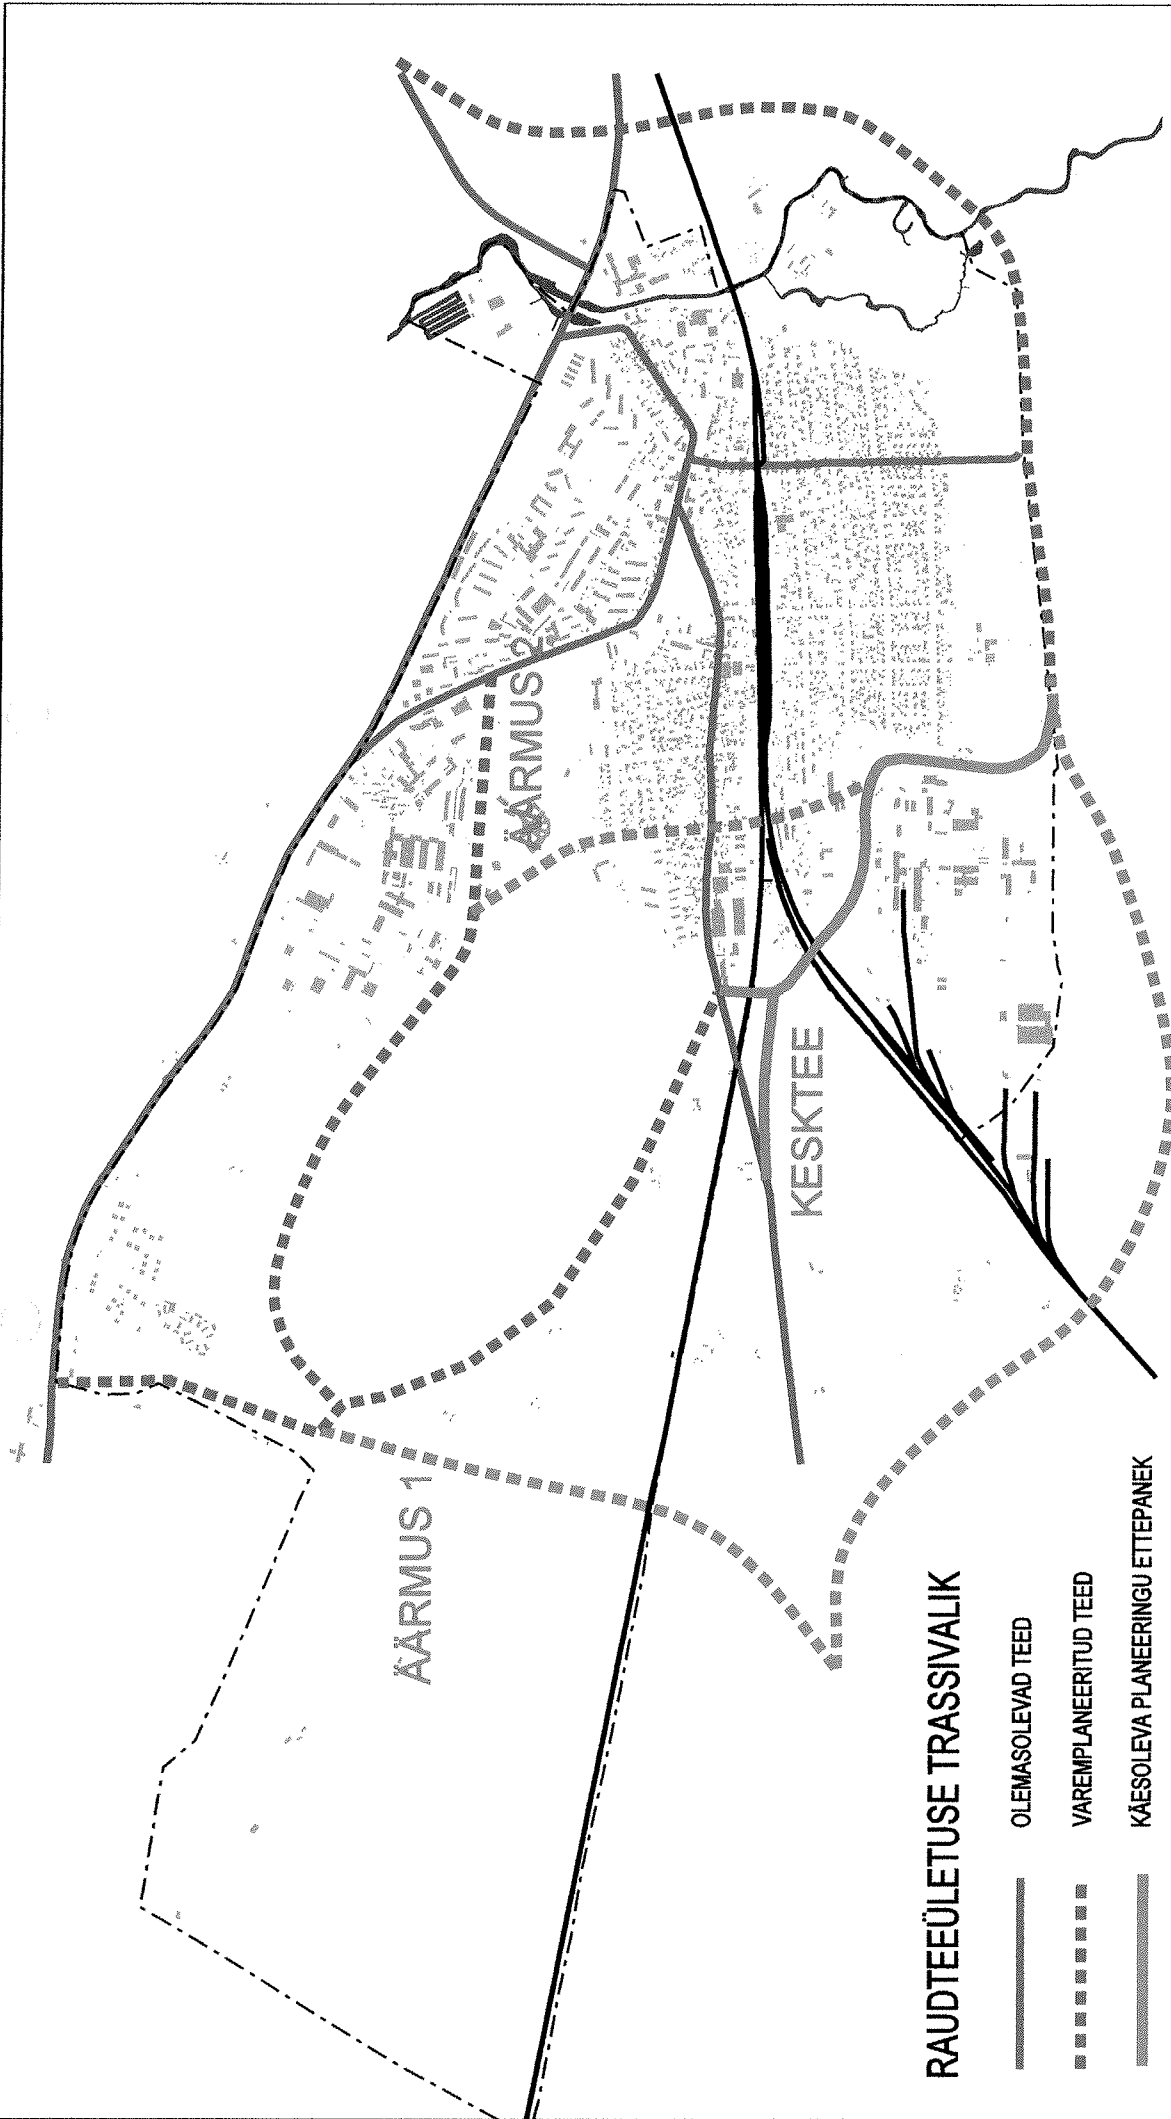 ÄÄRMUS 1
ÄÄRMUS 2
KESKTEE
RAUDTEEÜLETUSE TRASSIVALIK
OLEMASOLEVAD TEED
VAREMPLANEERITUD TEED
KÄESOLEVA PLANEERINGU ETTEPANEK